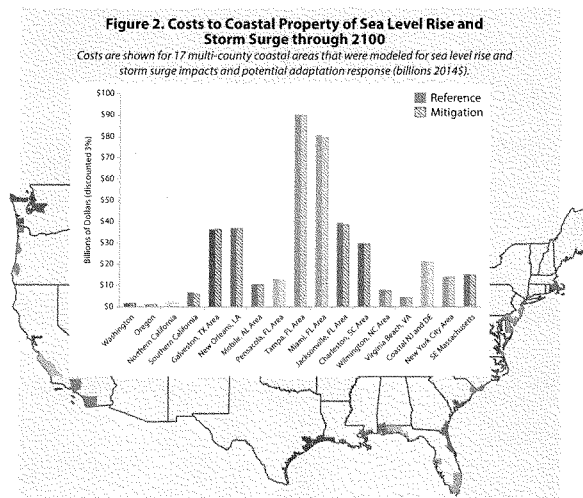 Figure 2. Costs to Coastal Property of Sea Level Rise and
Storm Surge through 2100
Costs are shown for 17 multi-county coastal areas that were modeled for sea level rise and
storm surge impacts and potential adaptation response (billions 2014$).
Reference
Mitigation
Billions of Dollars (discounted 3%)
$100
$90
$80
$70
$60
$50
$40
$30
$20
$10
$0
Washington
Oregon
Northern California
Southern California
Galveston, TX Area
New Orleans, LA
Mobile, AL Area
Pensacola, FL Area
Tampa, FL Area
Miami, FL Area
Jacksonville, FL Area
Charleston, SC Area
Wilmington, NC Area
Virginia Beach, VA
Coastal NJ and DE
New York City Area
SE Massachusetts